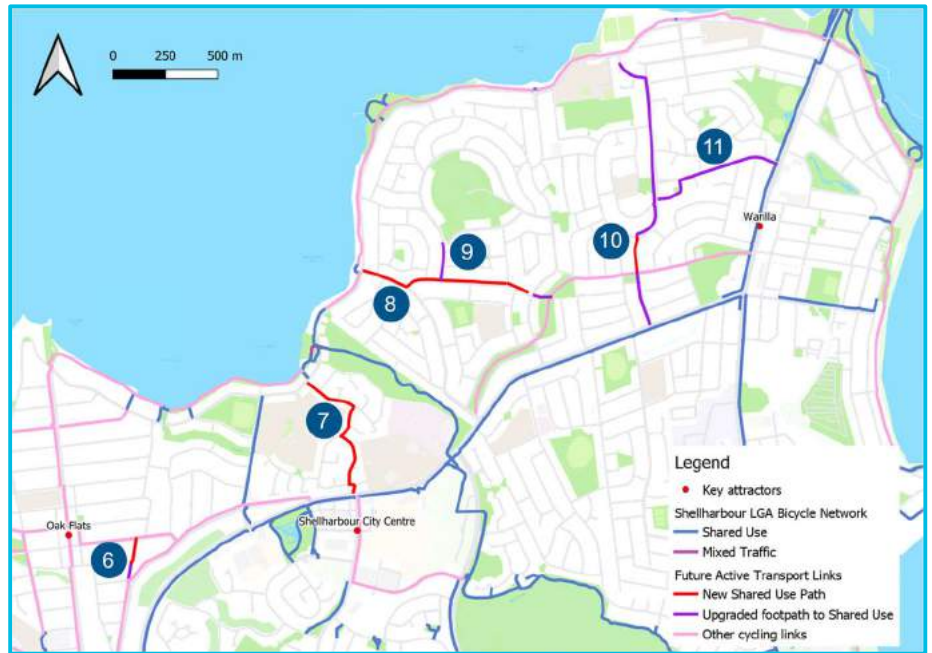 0 250 500 m
11
Warilla
10
9
8
7
Legend
Key attractors
Shellharbour LGA Bicycle Network
Shared Use
Mixed Traffic
Future Active Transport Links
New Shared Use Path
Upgraded footpath to Shared Use
Other cycling links
Oak Flats
Shellharbour City Centre
6